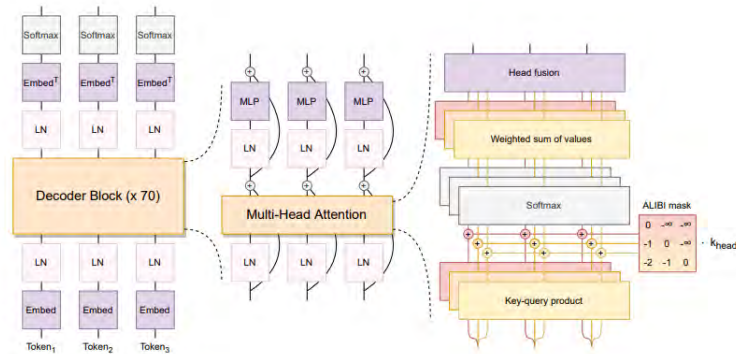 Softmax Softmax Softmax
Embed^T Embed^T Embed^T
LN LN LN
Decoder Block (x 70)
LN LN LN
Embed Embed Embed
Token₁ Token₂ Token₃
+ + +
MLP MLP MLP
LN LN LN
+ + +
Multi-Head Attention
LN LN LN
Head fusion
Weighted sum of values
Softmax
+ + +
+ + +
+ + +
Key-query product
ALIBI mask
0 -∞ -∞
-1 0 -∞
-2 -1 0
· k_head